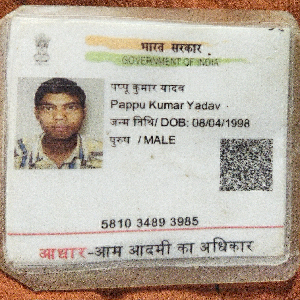 भारत सरकार
GOVERNMENT OF INDIA
पप्पू कुमार यादव
Pappu Kumar Yadav
जन्म तिथि/ DOB: 08/04/1998
पुरुष / MALE
5810 3489 3985
आधार-आम आदमी का अधिकार